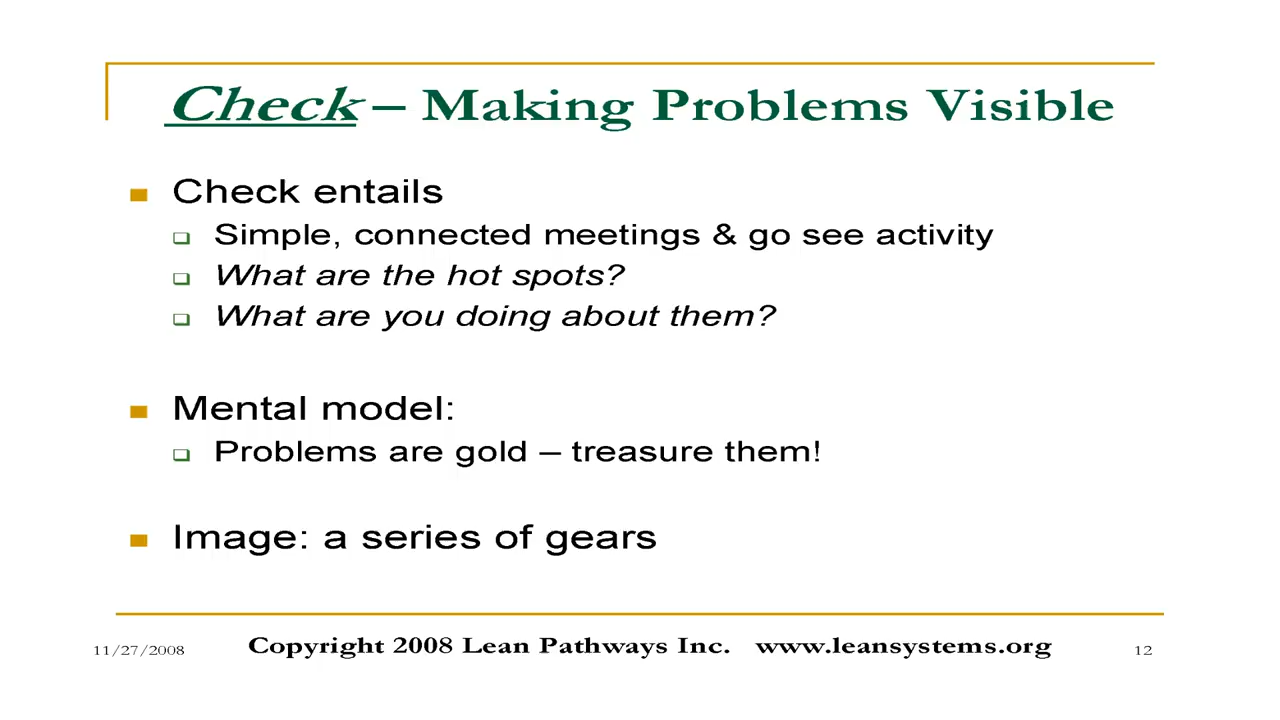 Check – Making Problems Visible
Check entails
Simple, connected meetings & go see activity
What are the hot spots?
What are you doing about them?
Mental model:
Problems are gold – treasure them!
Image: a series of gears
11/27/2008 Copyright 2008 Lean Pathways Inc. www.leansystems.org 12